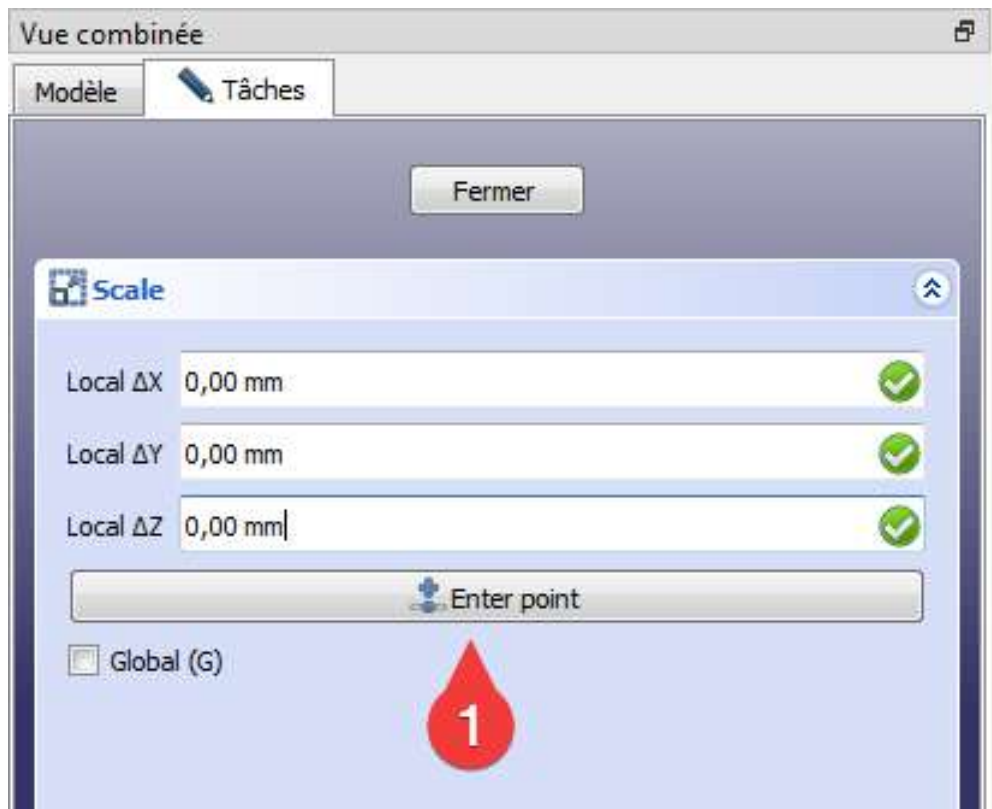 Vue combinée
Modèle Tâches
Fermer
Scale
Local ΔX 0,00 mm
Local ΔY 0,00 mm
Local ΔZ 0,00 mm
Enter point
Global (G)
1